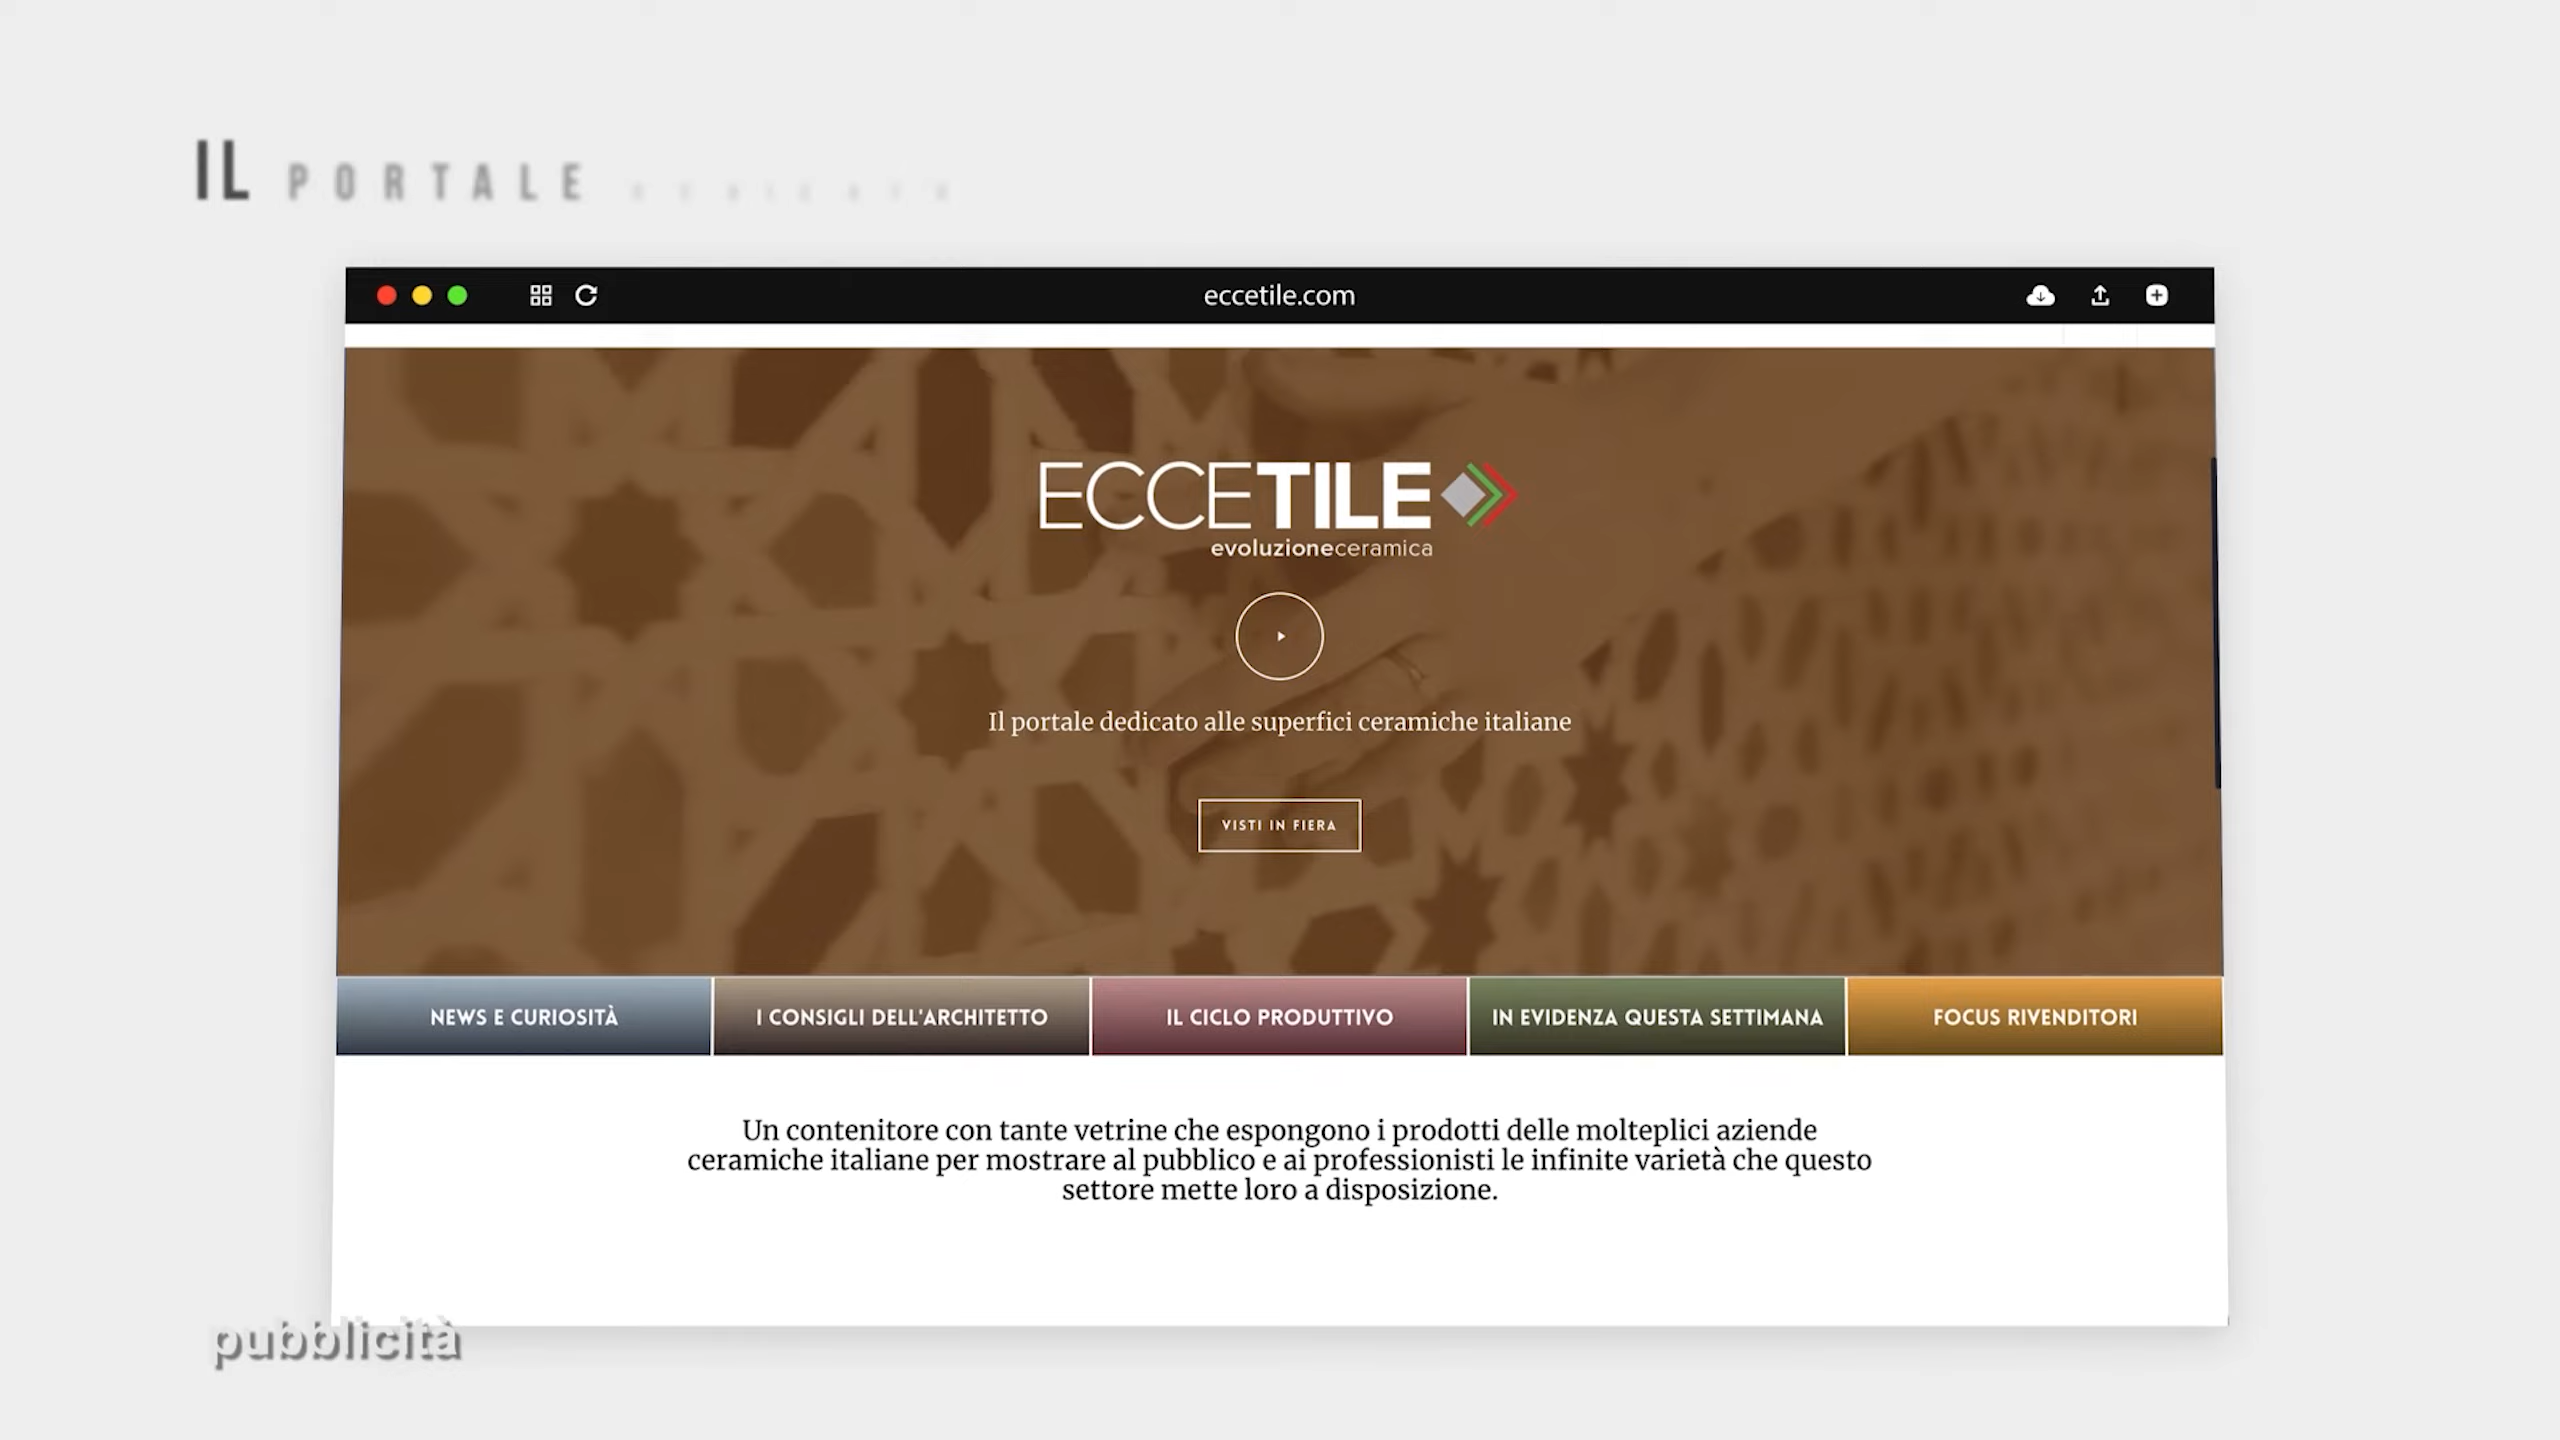 IL PORTALE
eccetile.com
ECCETILE
evoluzioneceramica
Il portale dedicato alle superfici ceramiche italiane
VISTI IN FIERA
NEWS E CURIOSITÀ
I CONSIGLI DELL'ARCHITETTO
IL CICLO PRODUTTIVO
IN EVIDENZA QUESTA SETTIMANA
FOCUS RIVENDITORI
Un contenitore con tante vetrine che espongono i prodotti delle molteplici aziende
ceramiche italiane per mostrare al pubblico e ai professionisti le infinite varietà che questo
settore mette loro a disposizione.
pubblicità